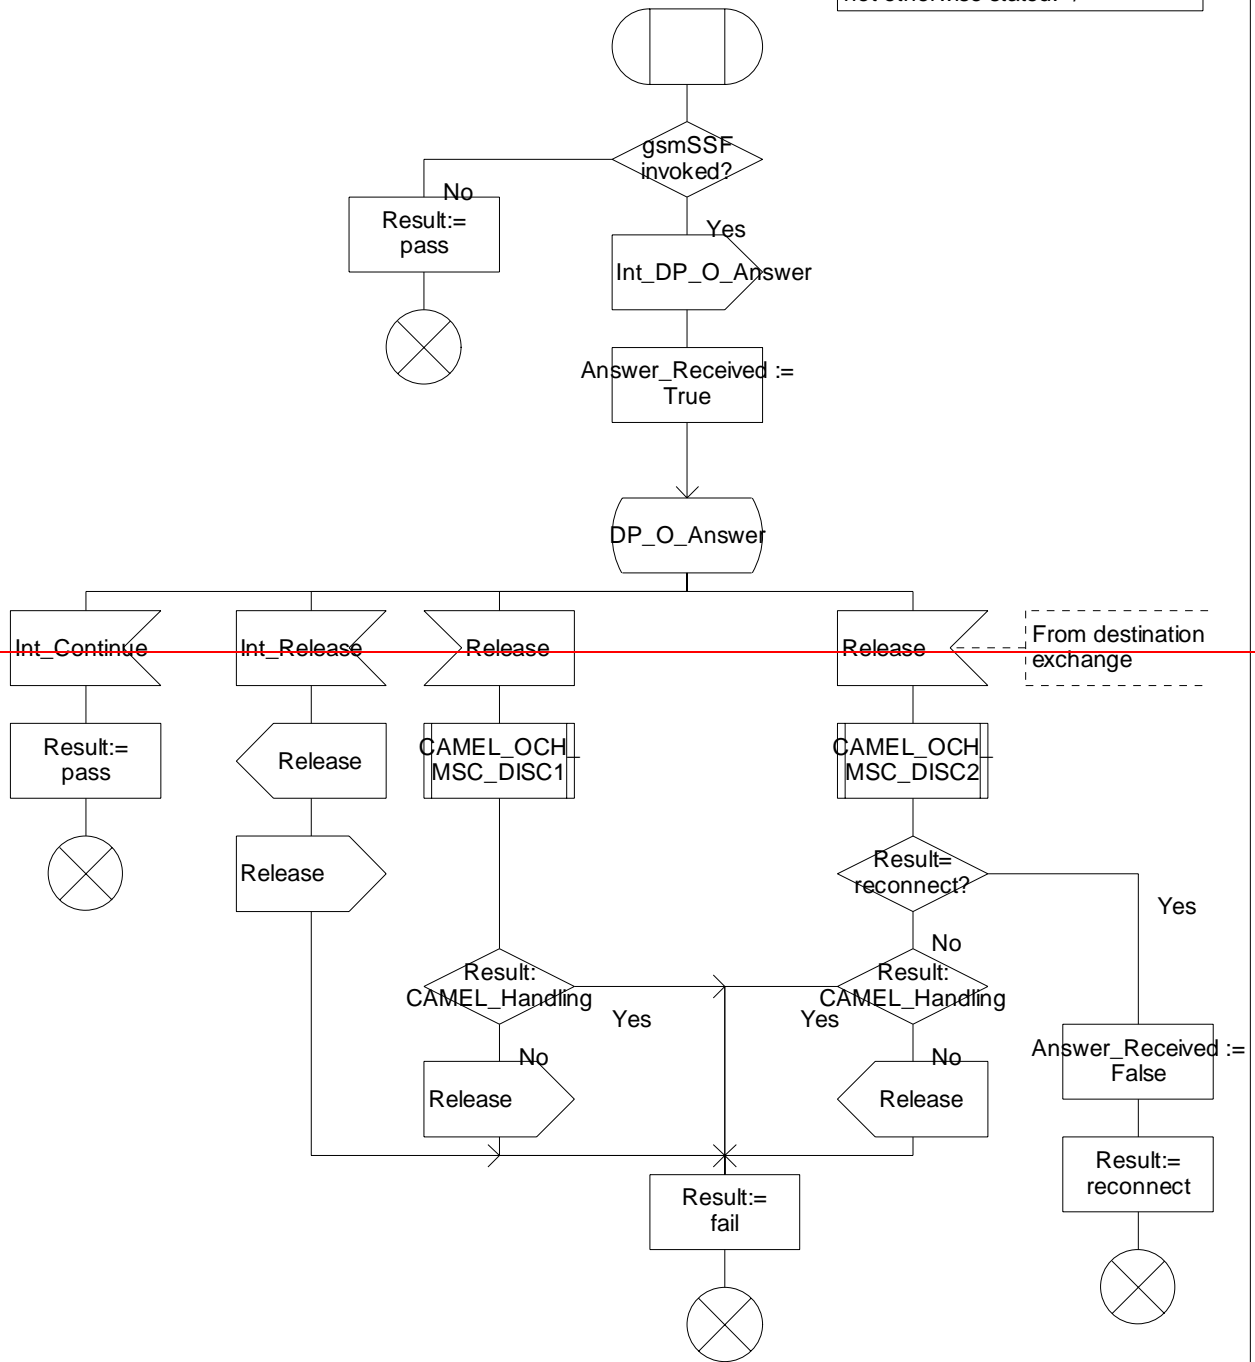 not otherwise stated. */
gsmSSF
invoked?
No
Yes
Result:=
pass
Int_DP_O_Answer
Answer_Received :=
True
DP_O_Answer
Int_Continue
Int_Release
Release
Release
From destination
exchange
Result:=
pass
Release
CAMEL_OCH_
MSC_DISC1
CAMEL_OCH_
MSC_DISC2
Release
Result=
reconnect?
Yes
No
Result:
CAMEL_Handling
Result:
CAMEL_Handling
Yes
Yes
No
No
Answer_Received :=
False
Release
Release
Result:=
reconnect
Result:=
fail